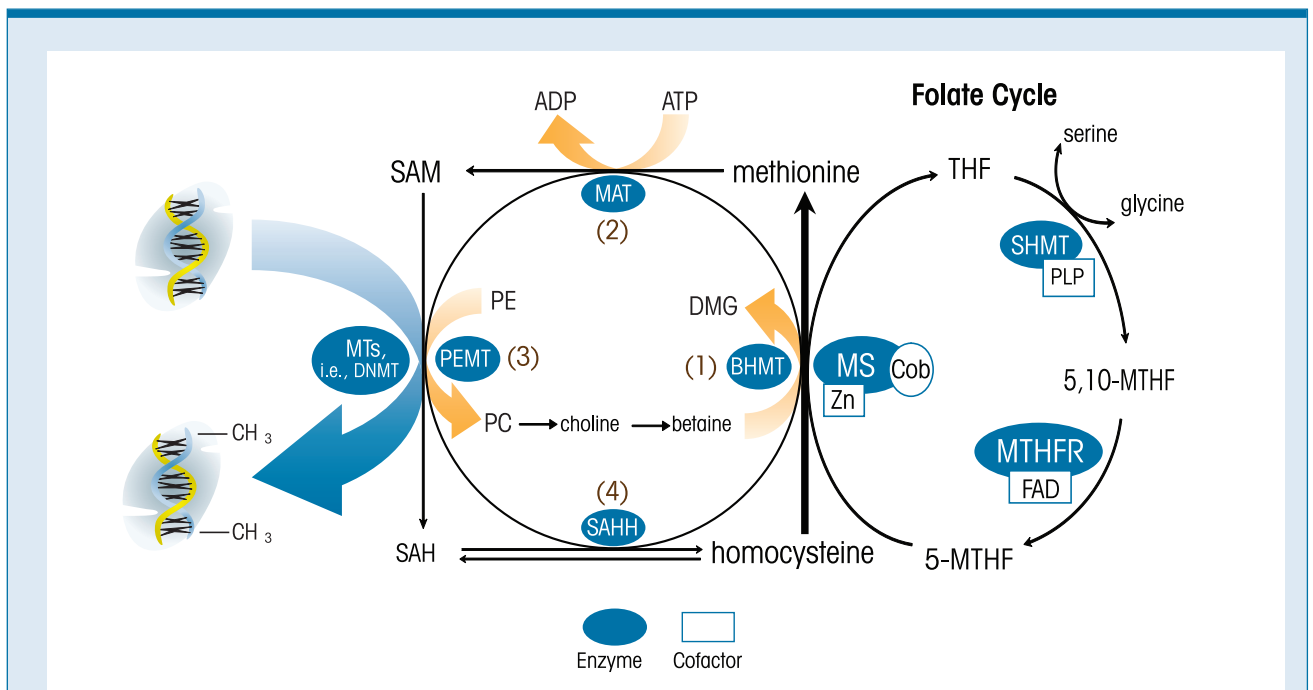 Folate Cycle
ADP
ATP
serine
SAM
methionine
THF
MAT
glycine
(2)
SHMT
PLP
PE
DMG
MTs,
i.e., DNMT
PEMT
(3)
(1)
BHMT
MS
Cob
Zn
5,10-MTHF
PC
choline
betaine
CH 3
MTHFR
FAD
(4)
SAHH
CH 3
SAH
homocysteine
5-MTHF
Enzyme
Cofactor